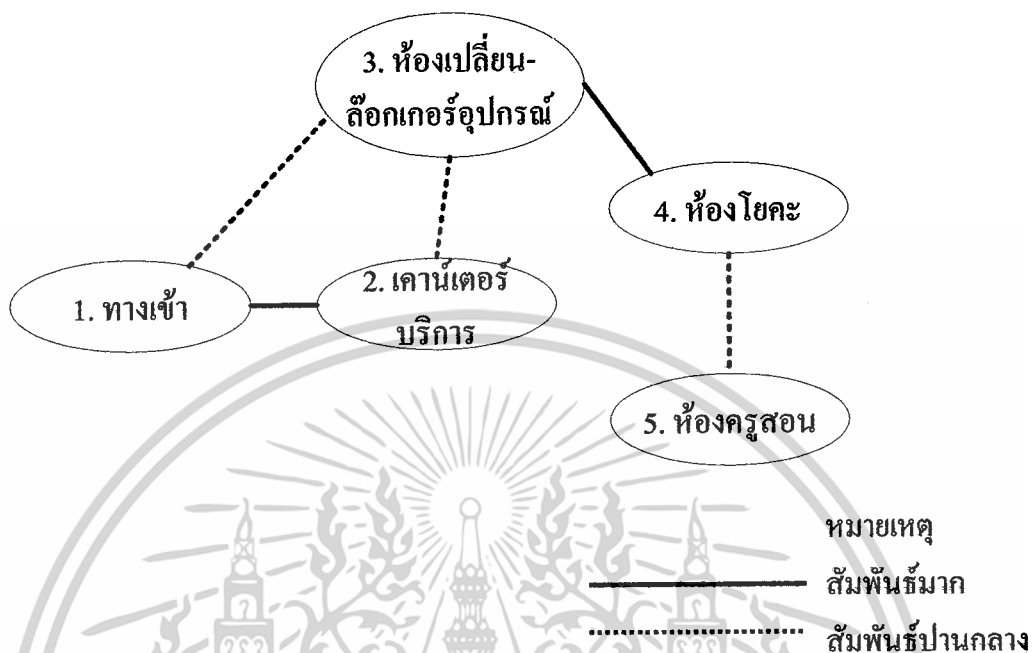 3. ห้องเปลี่ยน-
ล๊อกเกอร์อุปกรณ์
4. ห้องโยคะ
1. ทางเข้า
2. เคาน์เตอร์
บริการ
5. ห้องครูสอน
หมายเหตุ
สัมพันธ์มาก
สัมพันธ์ปานกลาง